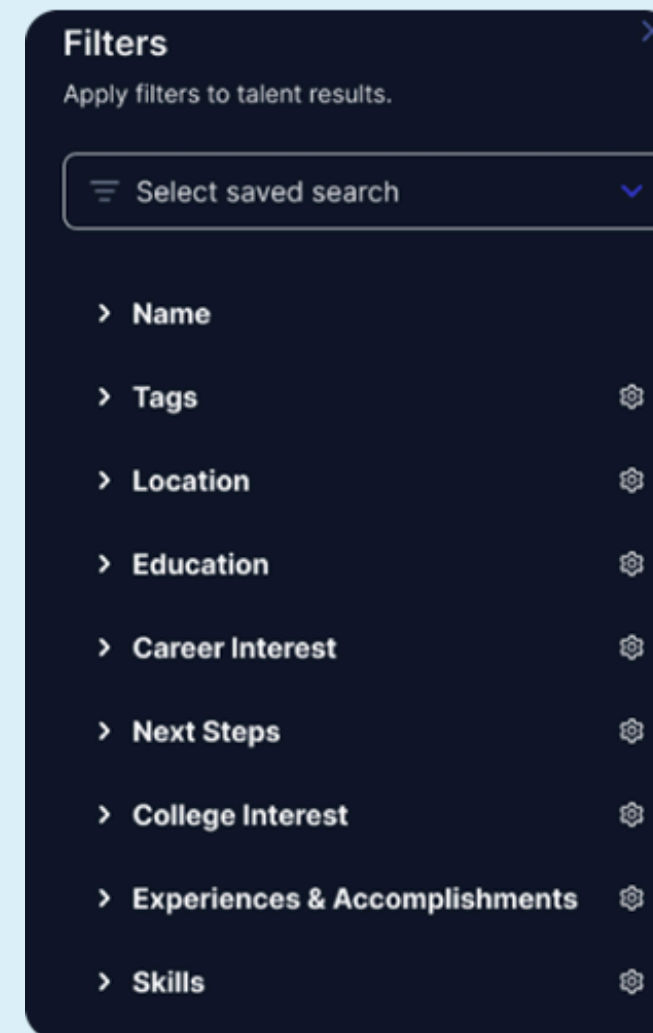 Filters
Apply filters to talent results.
Select saved search
Name
Tags
Location
Education
Career Interest
Next Steps
College Interest
Experiences & Accomplishments
Skills